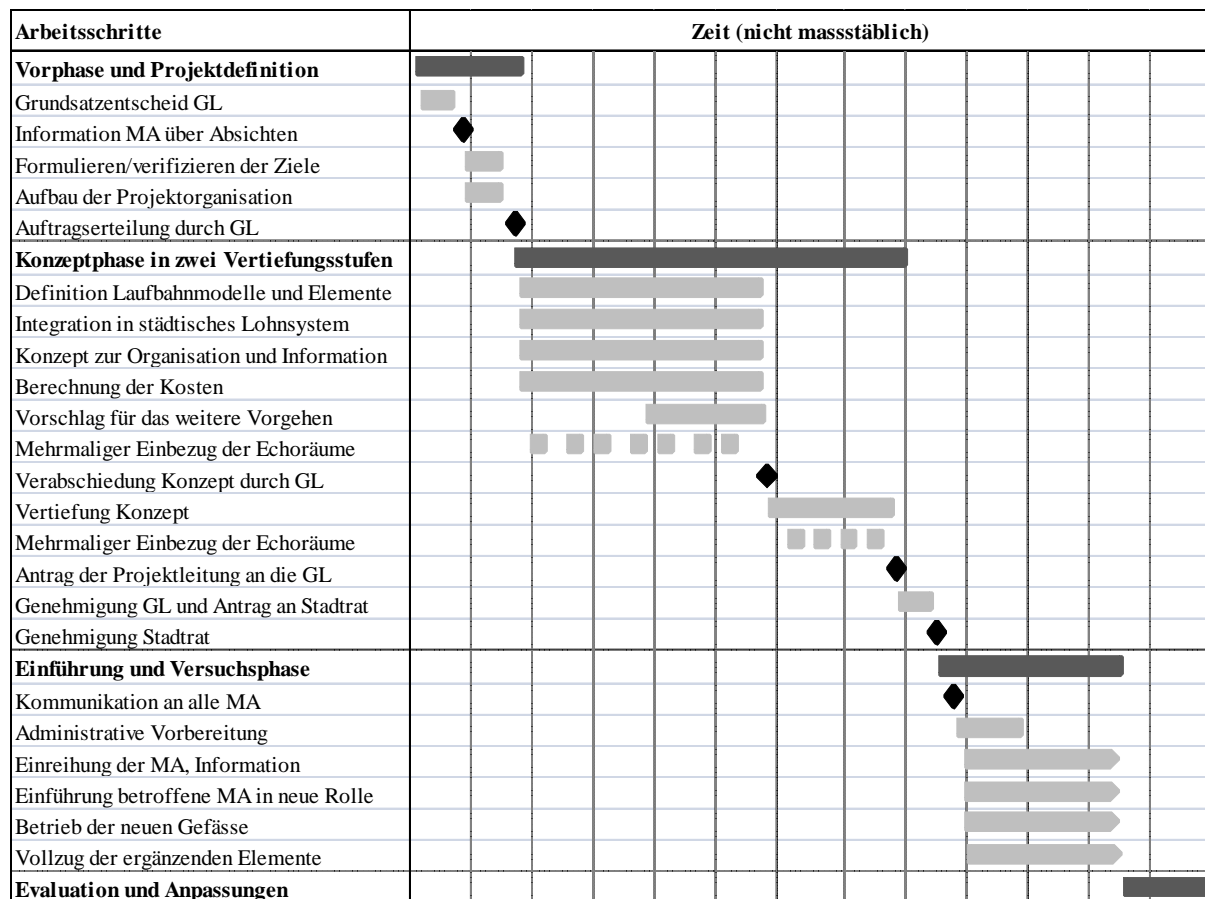 Arbeitsschritte
Zeit (nicht massstäblich)
Vorphase und Projektdefinition
Grundsatzentscheid GL
Information MA über Absichten
Formulieren/verifizieren der Ziele
Aufbau der Projektorganisation
Auftragserteilung durch GL
Konzeptphase in zwei Vertiefungsstufen
Definition Laufbahnmodelle und Elemente
Integration in städtisches Lohnsystem
Konzept zur Organisation und Information
Berechnung der Kosten
Vorschlag für das weitere Vorgehen
Mehrmaliger Einbezug der Echoräume
Verabschiedung Konzept durch GL
Vertiefung Konzept
Mehrmaliger Einbezug der Echoräume
Antrag der Projektleitung an die GL
Genehmigung GL und Antrag an Stadtrat
Genehmigung Stadtrat
Einführung und Versuchsphase
Kommunikation an alle MA
Administrative Vorbereitung
Einreihung der MA, Information
Einführung betroffene MA in neue Rolle
Betrieb der neuen Gefässe
Vollzug der ergänzenden Elemente
Evaluation und Anpassungen